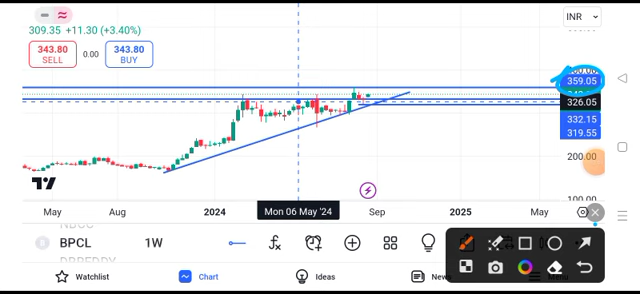 INR
309.35 +11.30 (+3.40%)
343.80
SELL
0.00
343.80
BUY
359.05
326.05
332.15
319.55
200.00
100.00
May
Aug
2024
Mon 06 May '24
Sep
2025
May
BPCL
1W
Watchlist
Chart
Ideas
News
Menu